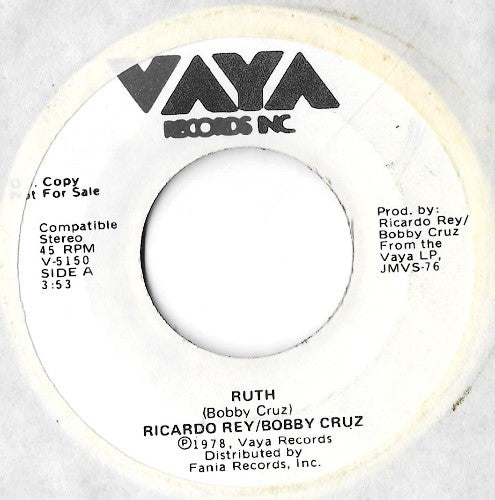 VAYA
RECORDS INC.
Copy
t For Sale
Compatible
Stereo
45 RPM
V-5150
SIDE A
3:53
Prod. by:
Ricardo Rey/
Bobby Cruz
From the
Vaya LP,
JMVS-76
RUTH
(Bobby Cruz)
RICARDO REY/BOBBY CRUZ
Ⓟ1978, Vaya Records
Distributed by
Fania Records, Inc.